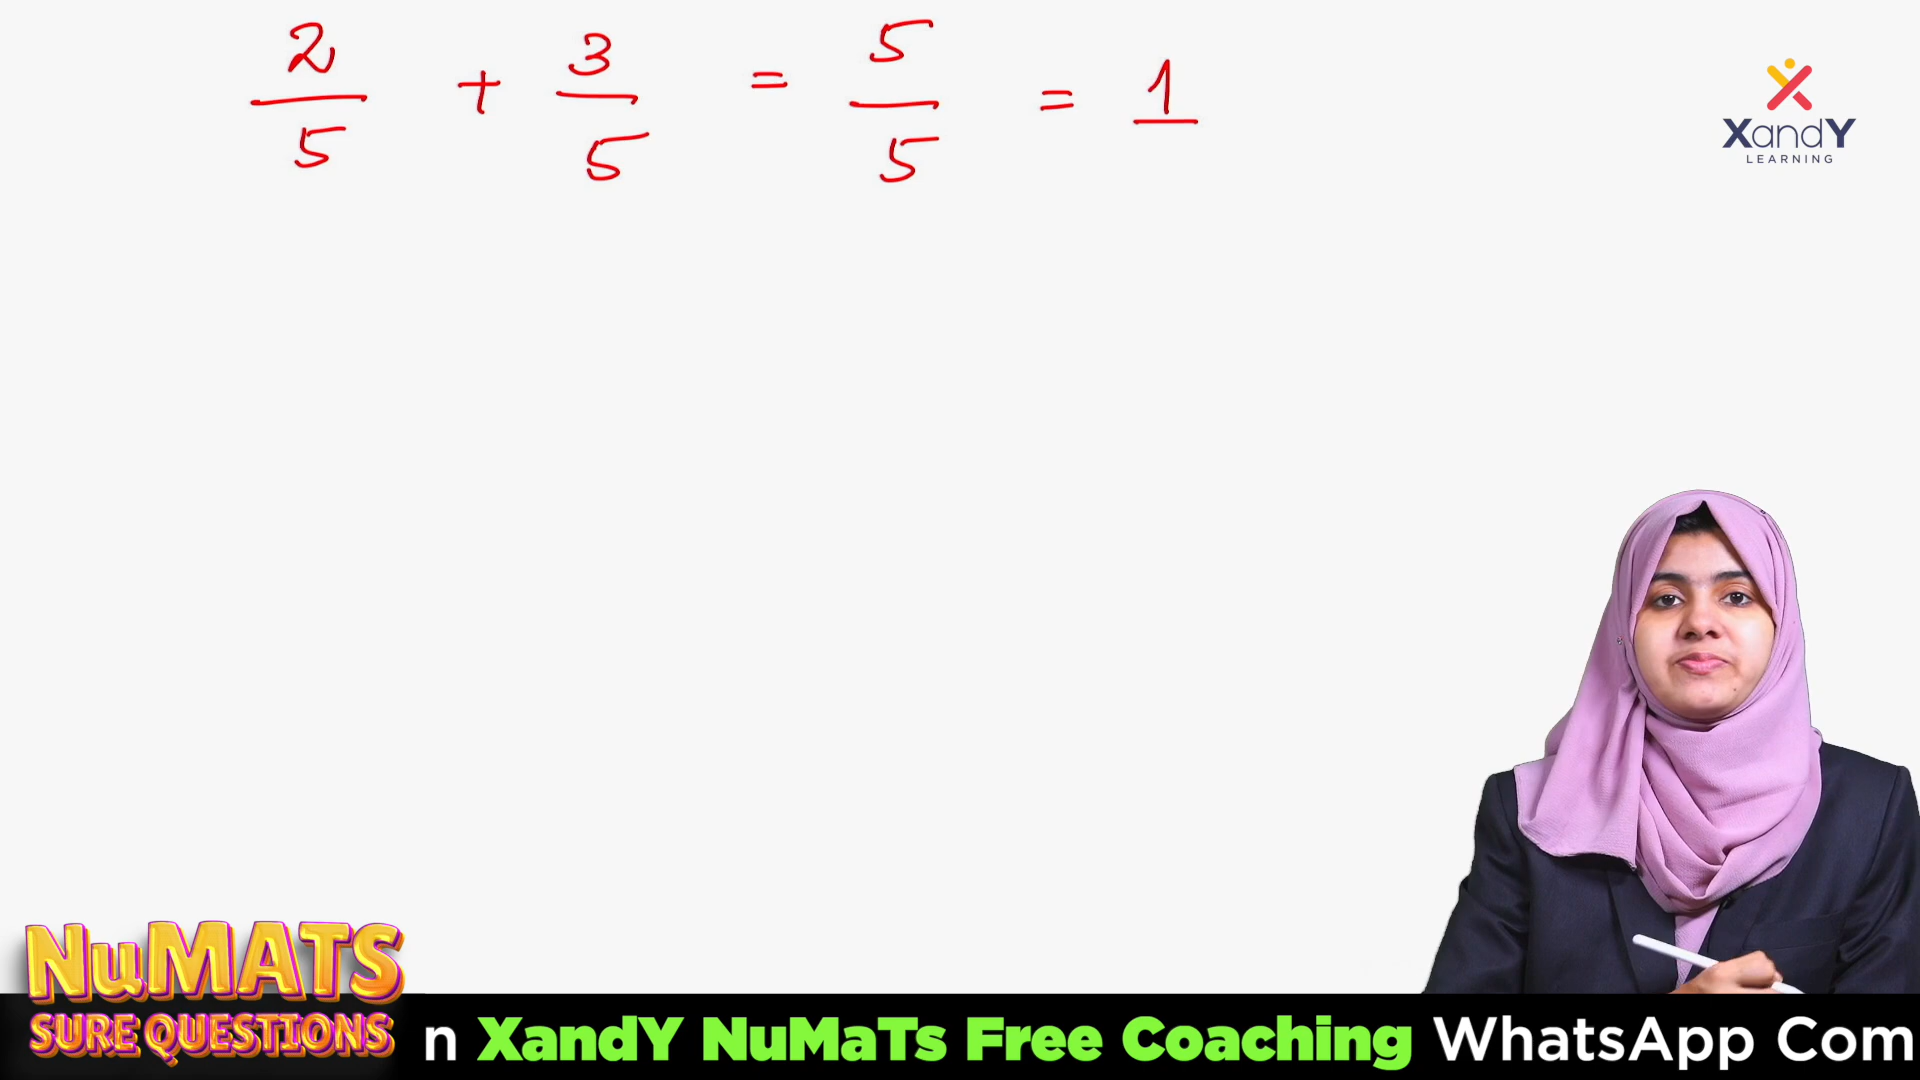 2/5 + 3/5 = 5/5 = 1
XandY
LEARNING
NuMATS
SURE QUESTIONS
n XandY NuMaTs Free Coaching WhatsApp Com